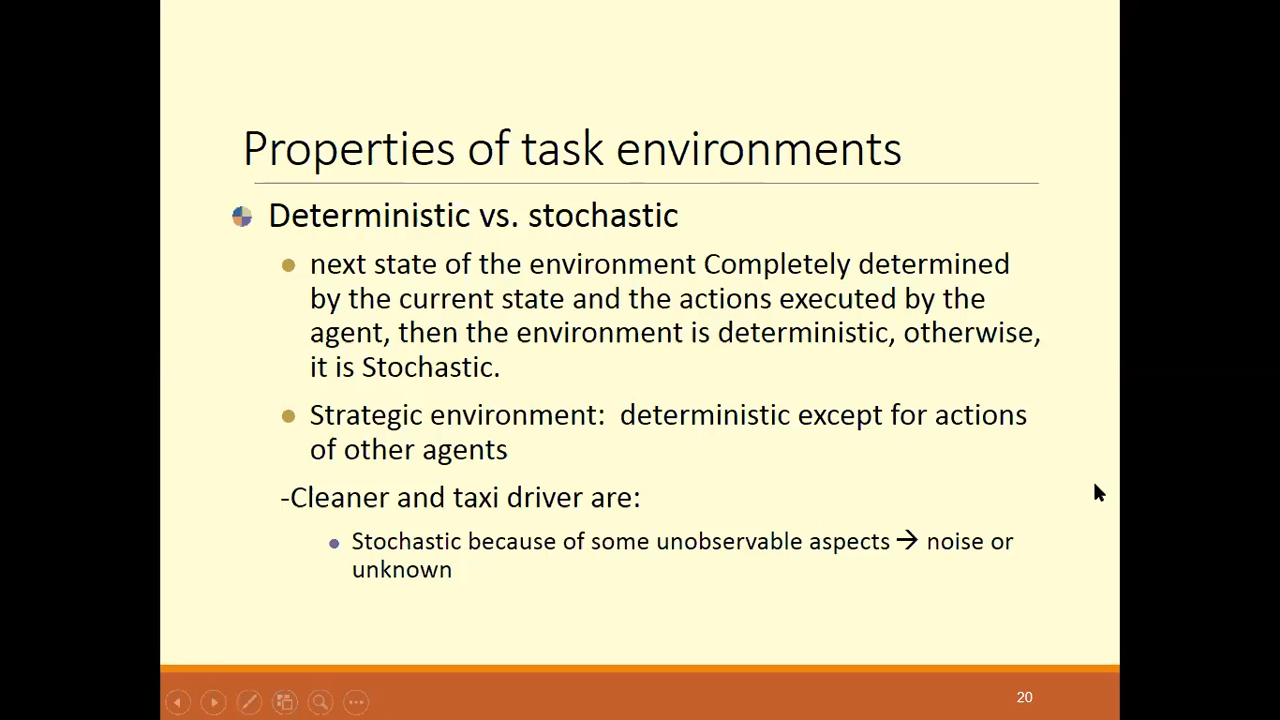 Properties of task environments
Deterministic vs. stochastic
next state of the environment Completely determined
by the current state and the actions executed by the
agent, then the environment is deterministic, otherwise,
it is Stochastic.
Strategic environment: deterministic except for actions
of other agents
-Cleaner and taxi driver are:
Stochastic because of some unobservable aspects → noise or
unknown
20